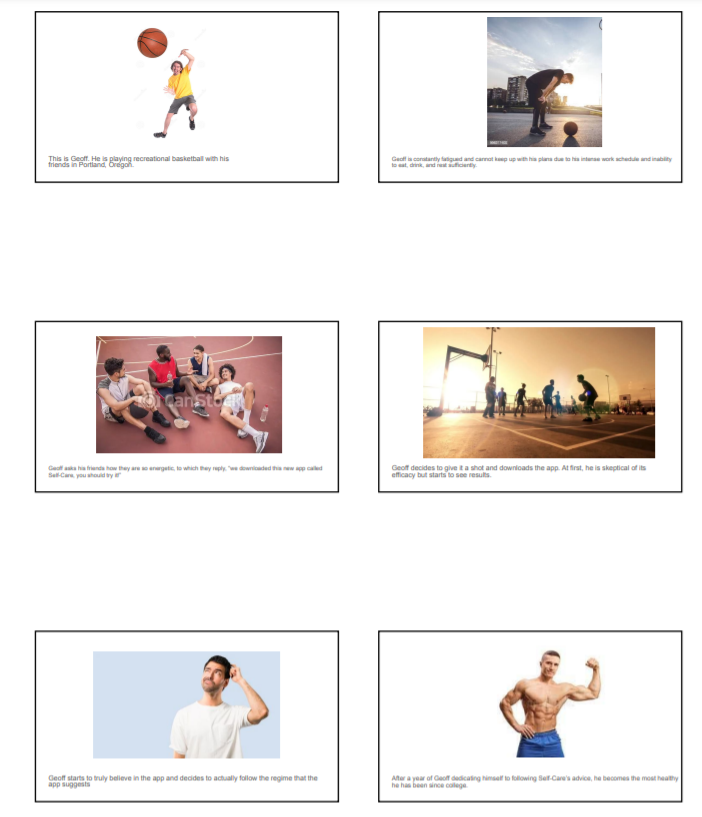 This is Geoff. He is playing recreational basketball with his
friends in Portland, Oregon.
Geoff is constantly fatigued and cannot keep up with his plans due to his intense work schedule and inability
to eat, drink, and rest sufficiently.
CanStock
Geoff asks his friends how they are so energetic, to which they reply, "we downloaded this new app called
Self-Care, you should try it"
Geoff decides to give it a shot and downloads the app. At first, he is skeptical of its
efficacy but starts to see results.
Geoff starts to truly believe in the app and decides to actually follow the regime that the
app suggests
After a year of Geoff dedicating himself to following Self-Care's advice, he becomes the most healthy
he has been since college.